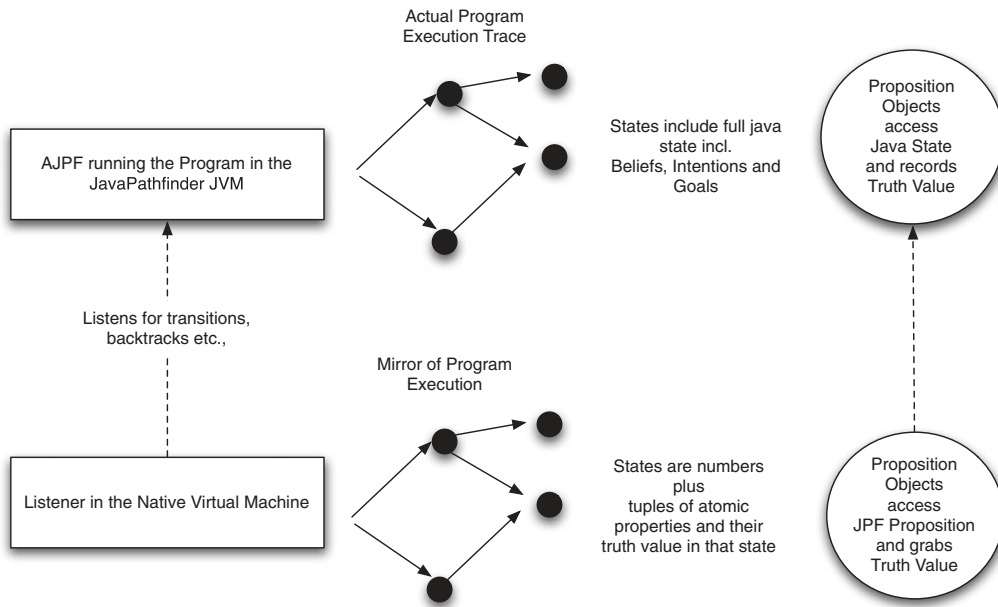 Actual Program
Execution Trace
AJPF running the Program in the
JavaPathfinder JVM
States include full java
state incl.
Beliefs, Intentions and
Goals
Proposition
Objects
access
Java State
and records
Truth Value
Listens for transitions,
backtracks etc.,
Mirror of Program
Execution
Listener in the Native Virtual Machine
States are numbers
plus
tuples of atomic
properties and their
truth value in that state
Proposition
Objects
access
JPF Proposition
and grabs
Truth Value